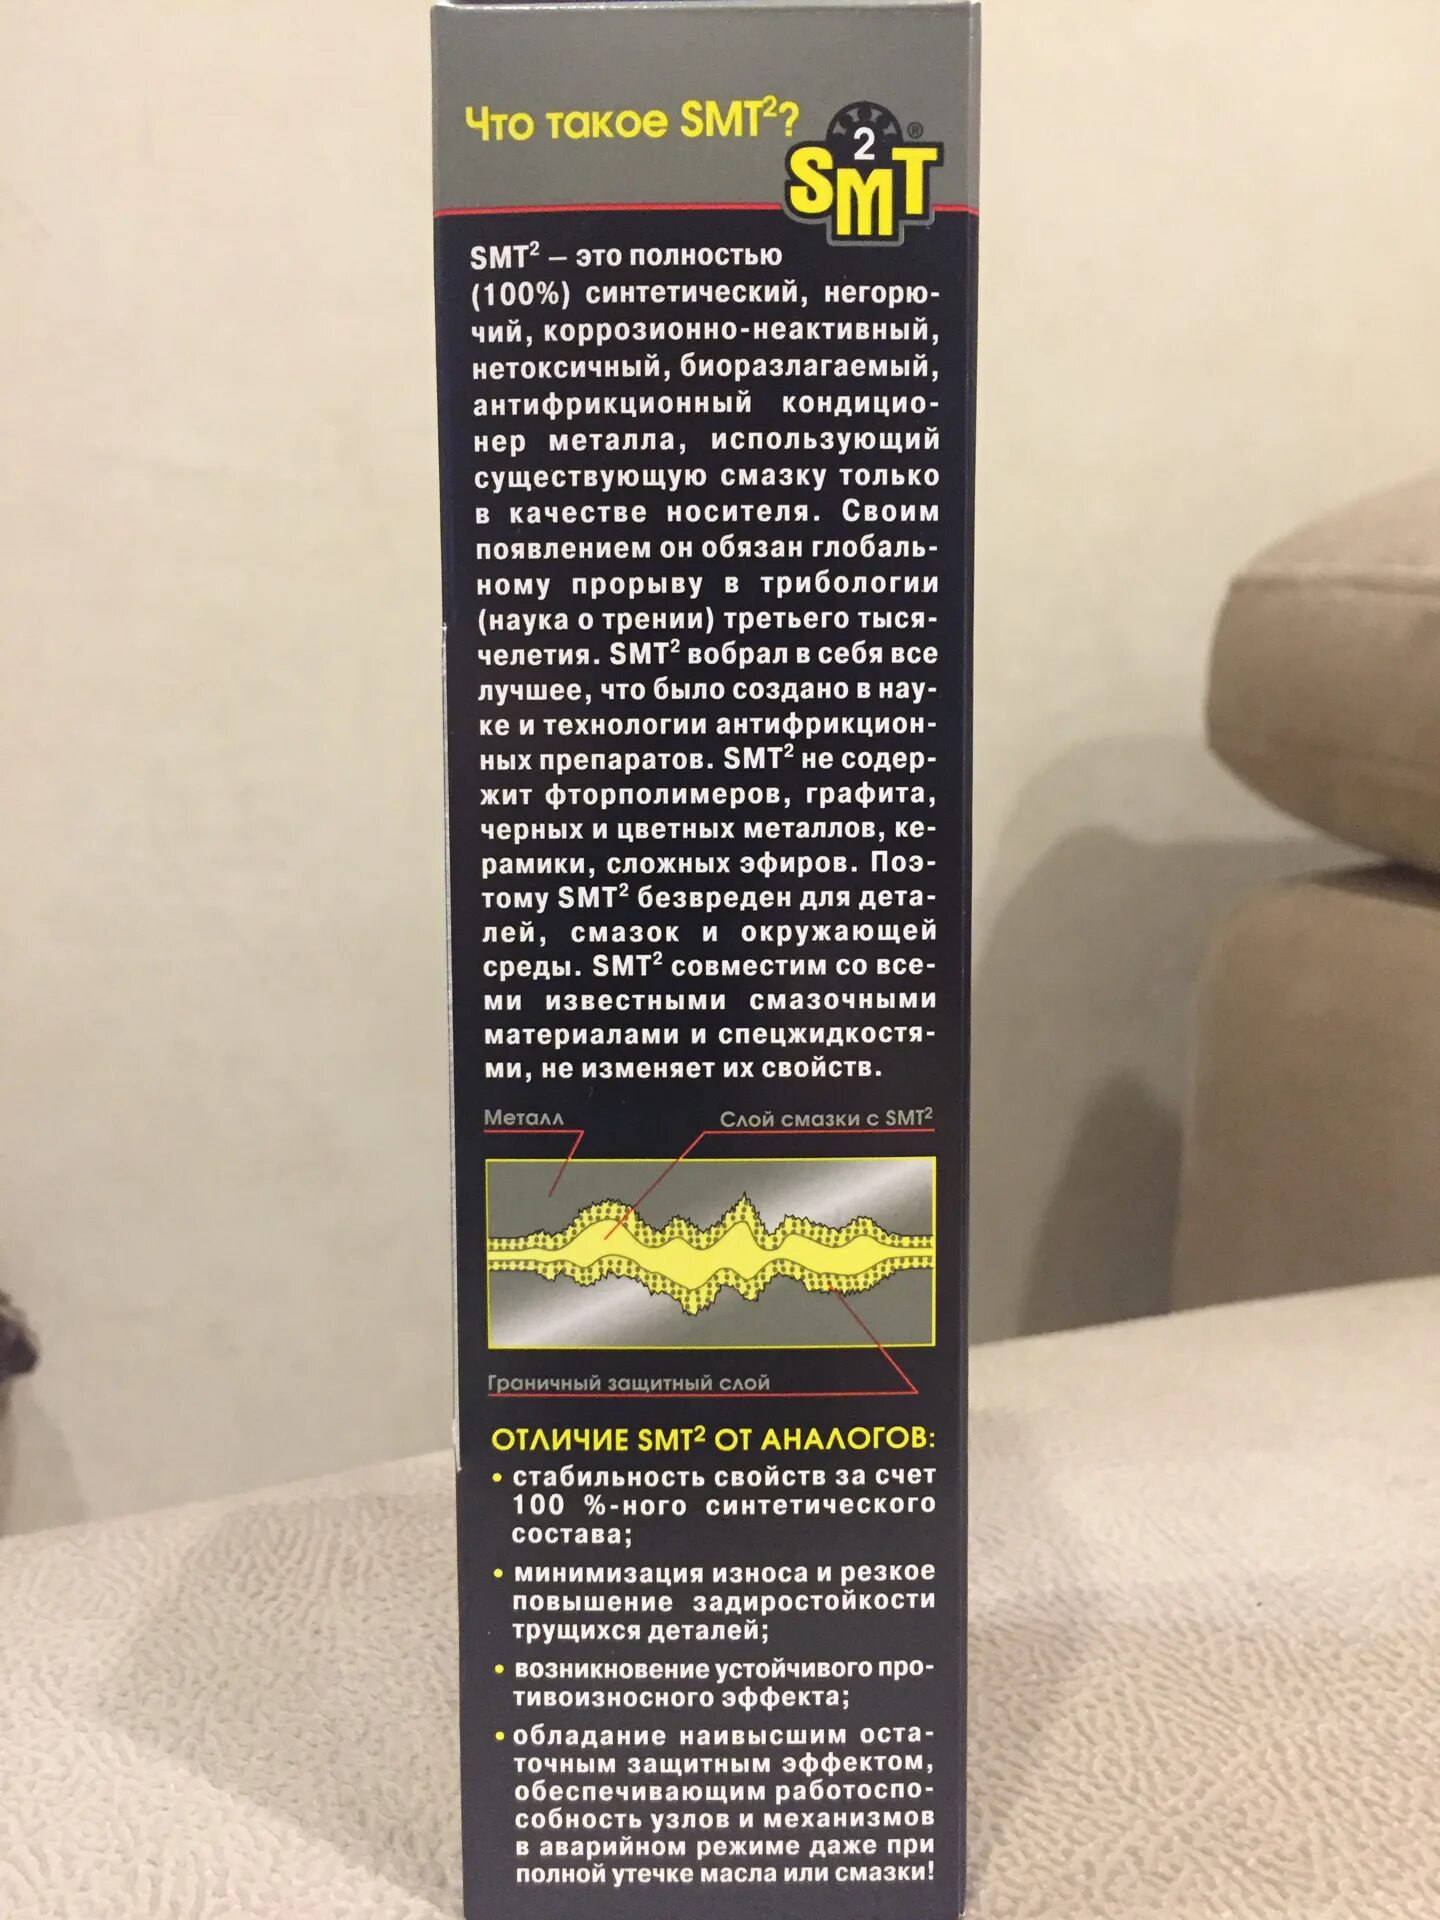 Что такое SMT²?
2 ®
SMT
SMT² – это полностью
(100%) синтетический, негорю-
чий, коррозионно-неактивный,
нетоксичный, биоразлагаемый,
антифрикционный кондицио-
нер металла, использующий
существующую смазку только
в качестве носителя. Своим
появлением он обязан глобаль-
ному прорыву в трибологии
(наука о трении) третьего тыся-
челетия. SMT² вобрал в себя все
лучшее, что было создано в нау-
ке и технологии антифрикцион-
ных препаратов. SMT² не содер-
жит фторполимеров, графита,
черных и цветных металлов, ке-
рамики, сложных эфиров. Поэ-
тому SMT² безвреден для дета-
лей, смазок и окружающей
среды. SMT² совместим со все-
ми известными смазочными
материалами и спецжидкостя-
ми, не изменяет их свойств.
Металл Слой смазки с SMT²
Граничный защитный слой
ОТЛИЧИЕ SMT² ОТ АНАЛОГОВ:
• стабильность свойств за счет
100 %-ного синтетического
состава;
• минимизация износа и резкое
повышение задиростойкости
трущихся деталей;
• возникновение устойчивого про-
тивоизносного эффекта;
• обладание наивысшим оста-
точным защитным эффектом,
обеспечивающим работоспо-
собность узлов и механизмов
в аварийном режиме даже при
полной утечке масла или смазки!